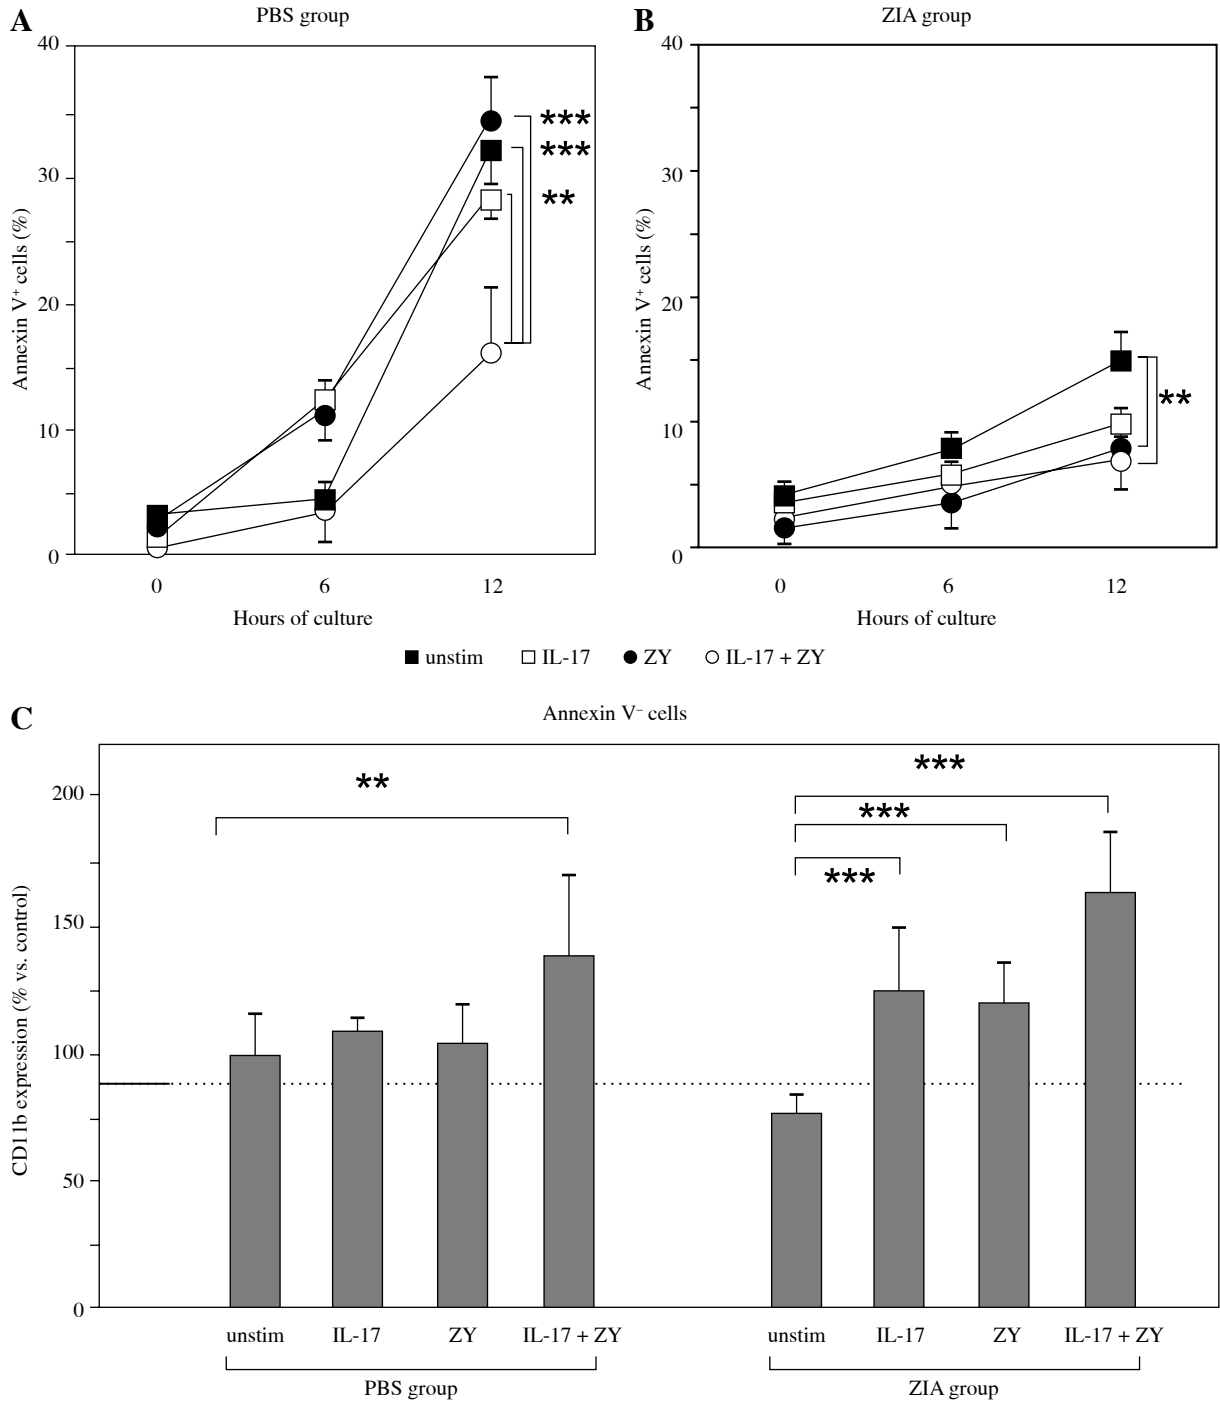 A
PBS group
40
30
20
10
0
Annexin V⁺ cells (%)
***
***
**
0 6 12
Hours of culture
B
ZIA group
40
30
20
10
0
Annexin V⁺ cells (%)
**
0 6 12
Hours of culture
unstim IL-17 ZY IL-17 + ZY
C
Annexin V⁻ cells
200
150
100
50
0
CD11b expression (% vs. control)
**
***
***
***
unstim IL-17 ZY IL-17 + ZY unstim IL-17 ZY IL-17 + ZY
PBS group ZIA group